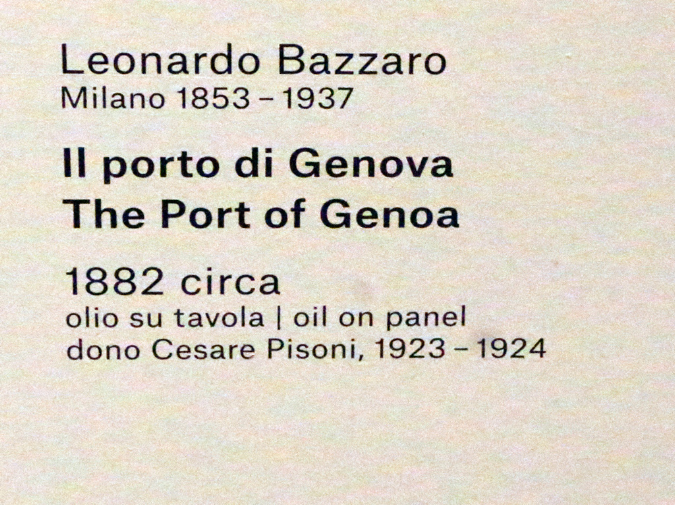 Leonardo Bazzaro
Milano 1853 – 1937
Il porto di Genova
The Port of Genoa
1882 circa
olio su tavola | oil on panel
dono Cesare Pisoni, 1923 – 1924